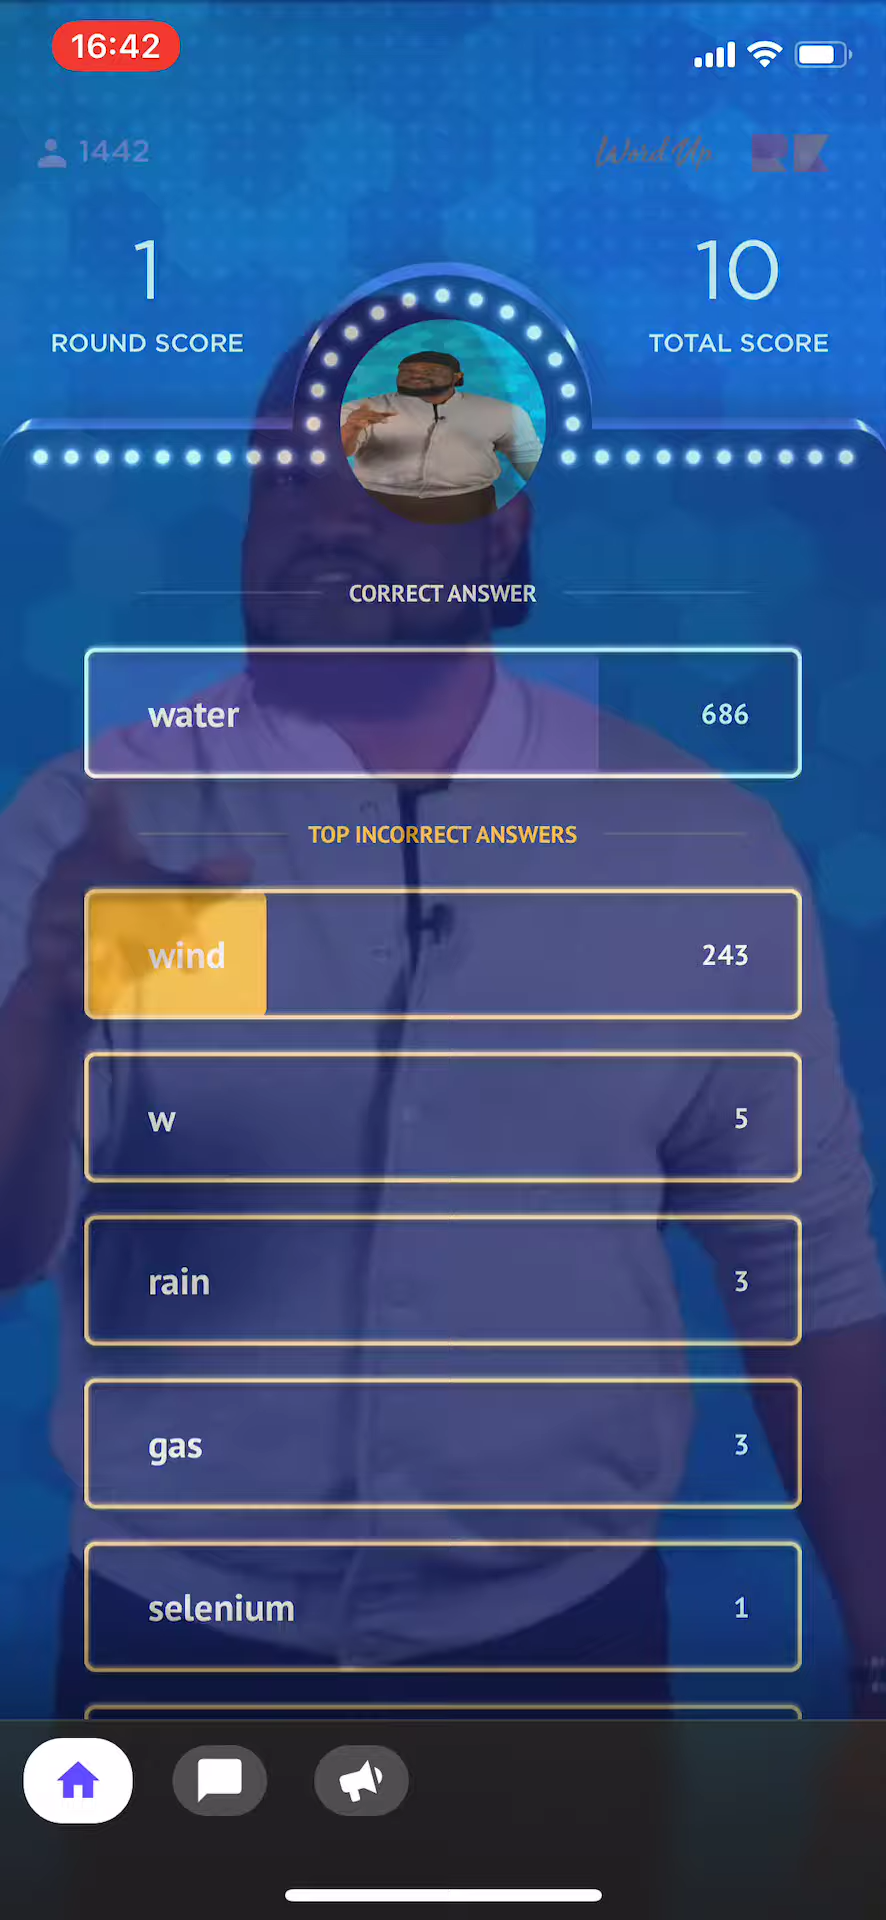 16:42
1442
Word Up
RK
1
10
ROUND SCORE
TOTAL SCORE
CORRECT ANSWER
water 686
TOP INCORRECT ANSWERS
wind 243
w 5
rain 3
gas 3
selenium 1